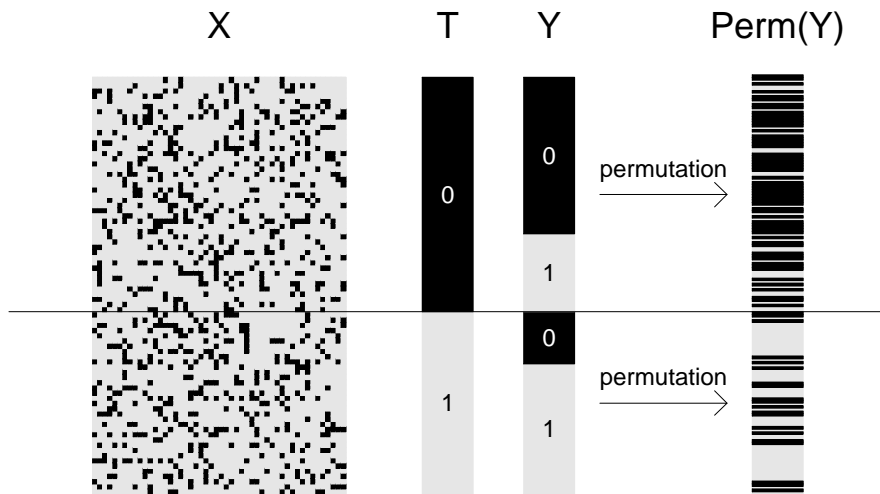 X T Y Perm(Y)
0 0 permutation
1
0
1 1 permutation